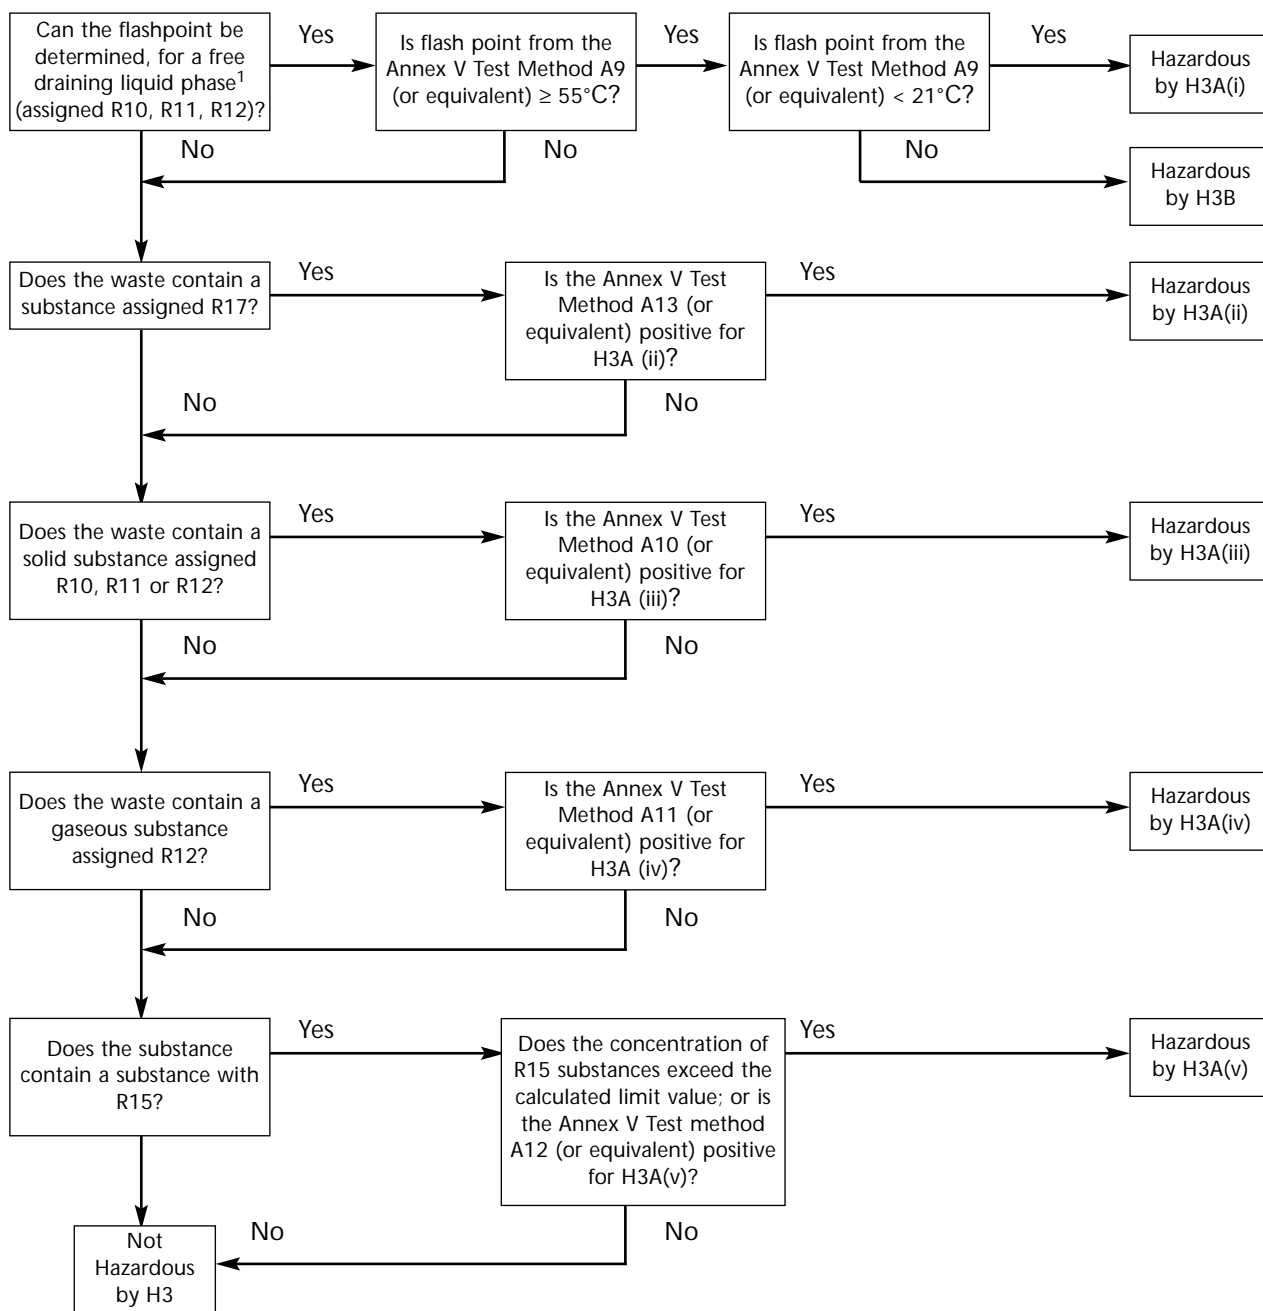 Can the flashpoint be
determined, for a free
draining liquid phase1
(assigned R10, R11, R12)?
Yes
Is flash point from the
Annex V Test Method A9
(or equivalent) ≥ 55°C?
Yes
Is flash point from the
Annex V Test Method A9
(or equivalent) < 21°C?
Yes
Hazardous
by H3A(i)
No
No
No
Hazardous
by H3B
Does the waste contain a
substance assigned R17?
Yes
Is the Annex V Test
Method A13 (or
equivalent) positive for
H3A (ii)?
Yes
Hazardous
by H3A(ii)
No
No
Does the waste contain a
solid substance assigned
R10, R11 or R12?
Yes
Is the Annex V Test
Method A10 (or
equivalent) positive for
H3A (iii)?
Yes
Hazardous
by H3A(iii)
No
No
Does the waste contain a
gaseous substance
assigned R12?
Yes
Is the Annex V Test
Method A11 (or
equivalent) positive for
H3A (iv)?
Yes
Hazardous
by H3A(iv)
No
No
Does the substance
contain a substance with
R15?
Yes
Does the concentration of
R15 substances exceed the
calculated limit value; or is
the Annex V Test method
A12 (or equivalent) positive
for H3A(v)?
Yes
Hazardous
by H3A(v)
No
No
Not
Hazardous
by H3